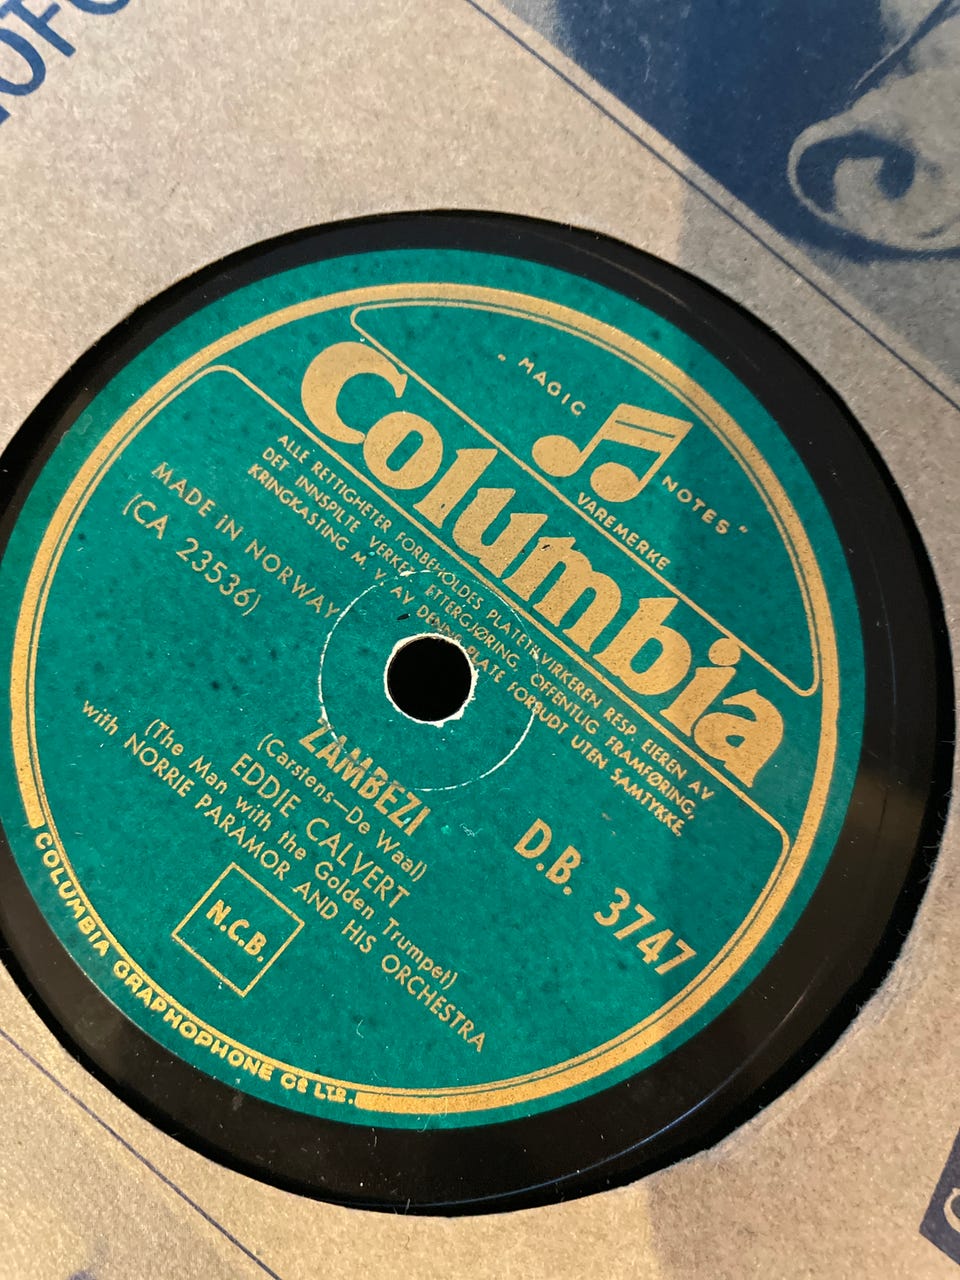 " MAGIC NOTES "
VAREMERKE
Columbia
ALLE RETTIGHETER FORBEHOLDES PLATETILVIRKEREN RESP. EIEREN AV
DET INNSPILTE VERKET. ETTERGJØRING, OFFENTLIG FRAMFØRING,
KRINGKASTING M. V. AV DENNE PLATE FORBUDT UTEN SAMTYKKE.
MADE IN NORWAY
(CA 23536)
D.B. 3747
ZAMBEZI
(Carstens—De Waal)
EDDIE CALVERT
(The Man with the Golden Trumpet)
with NORRIE PARAMOR AND HIS ORCHESTRA
N.C.B.
COLUMBIA GRAPHOPHONE Co LTD.